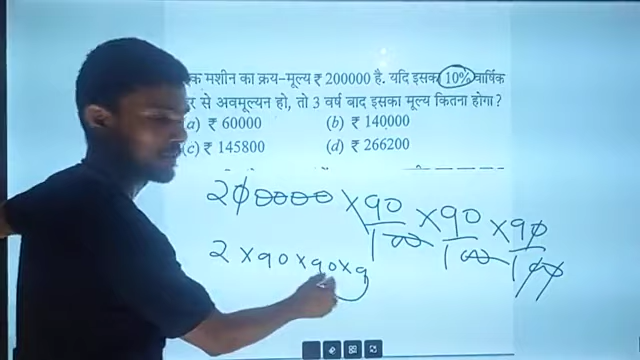 क मशीन का क्रय-मूल्य ₹ 200000 है. यदि इसका 10% वार्षिक
र से अवमूल्यन हो, तो 3 वर्ष बाद इसका मूल्य कितना होगा ?
a) ₹ 60000 (b) ₹ 140000
(c) ₹ 145800 (d) ₹ 266200
200000 × 90/100 × 90/100 × 90/100
2 × 90 × 90 × 9